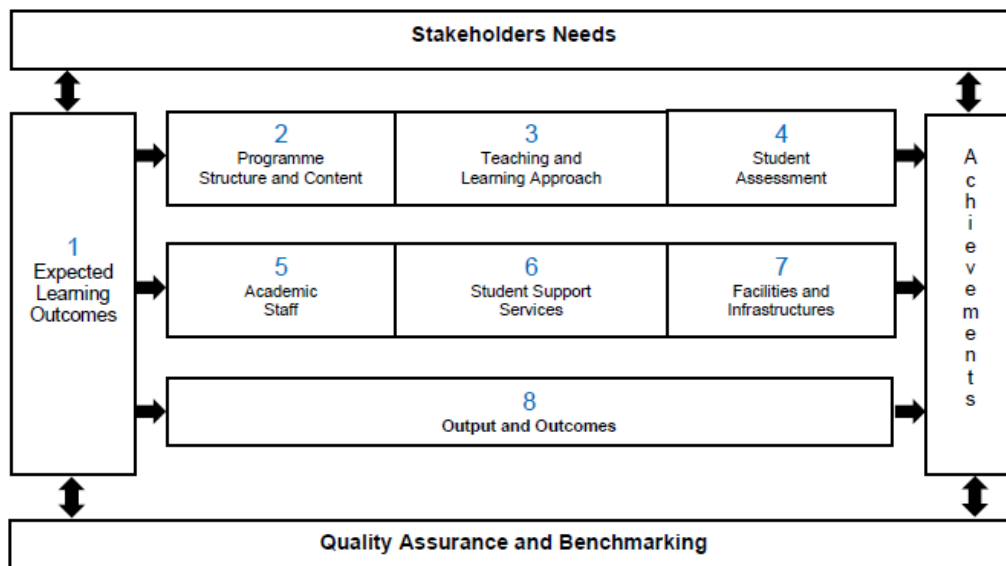 Stakeholders Needs
1
Expected
Learning
Outcomes
2
Programme
Structure and Content
3
Teaching and
Learning Approach
4
Student
Assessment
5
Academic
Staff
6
Student Support
Services
7
Facilities and
Infrastructures
8
Output and Outcomes
Achievements
Quality Assurance and Benchmarking